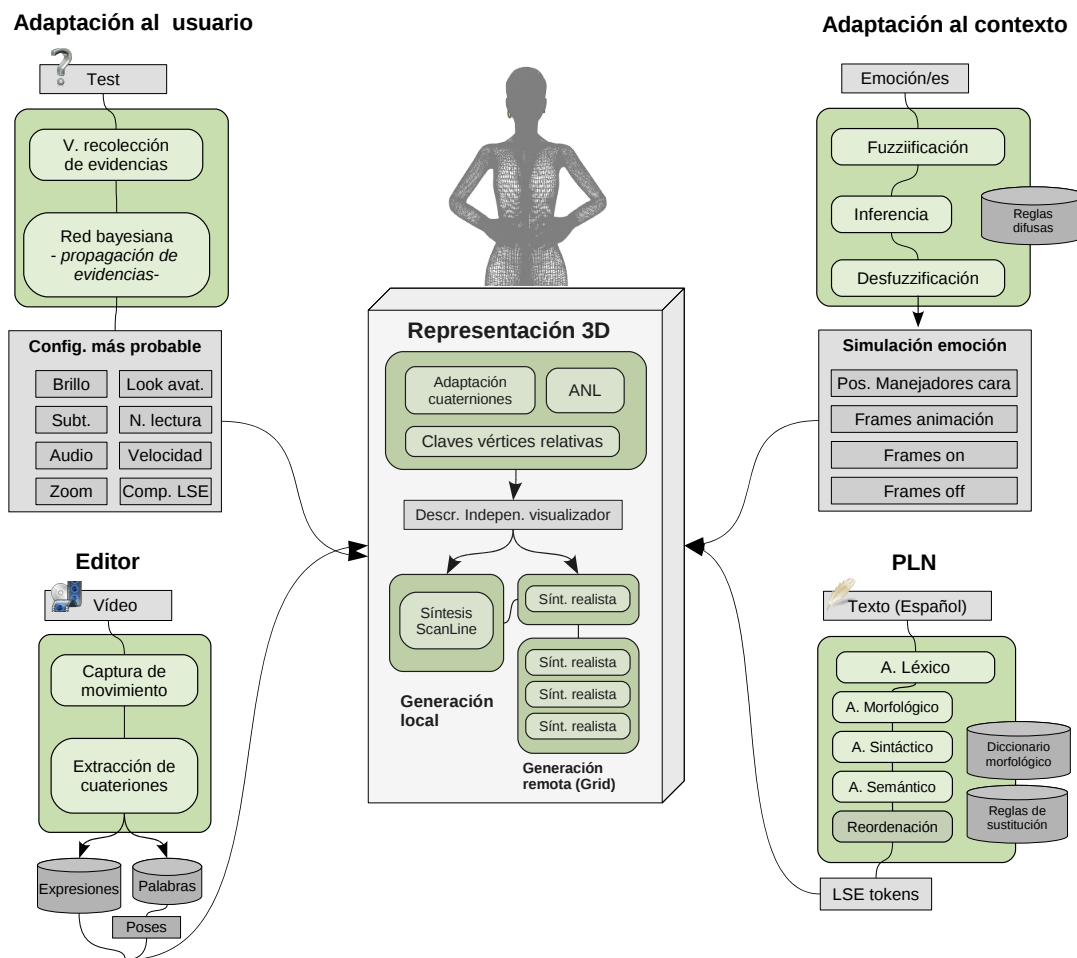 Adaptación al  usuario
Test
V. recolección
de evidencias
Red bayesiana
- propagación de
evidencias-
Config. más probable
Brillo
Look avat.
Subt.
N. lectura
Audio
Velocidad
Zoom
Comp. LSE
Editor
Vídeo
Captura de
movimiento
Extracción de
cuateriones
Expresiones
Palabras
Poses
Representación 3D
Adaptación
cuaterniones
ANL
Claves vértices relativas
Descr. Indepen. visualizador
Síntesis
ScanLine
Generación
local
Sínt. realista
Sínt. realista
Sínt. realista
Sínt. realista
Generación
remota (Grid)
Adaptación al contexto
Emoción/es
Fuzziificación
Inferencia
Reglas
difusas
Desfuzzificación
Simulación emoción
Pos. Manejadores cara
Frames animación
Frames on
Frames off
PLN
Texto (Español)
A. Léxico
A. Morfológico
A. Sintáctico
A. Semántico
Reordenación
Diccionario
morfológico
Reglas de
sustitución
LSE tokens